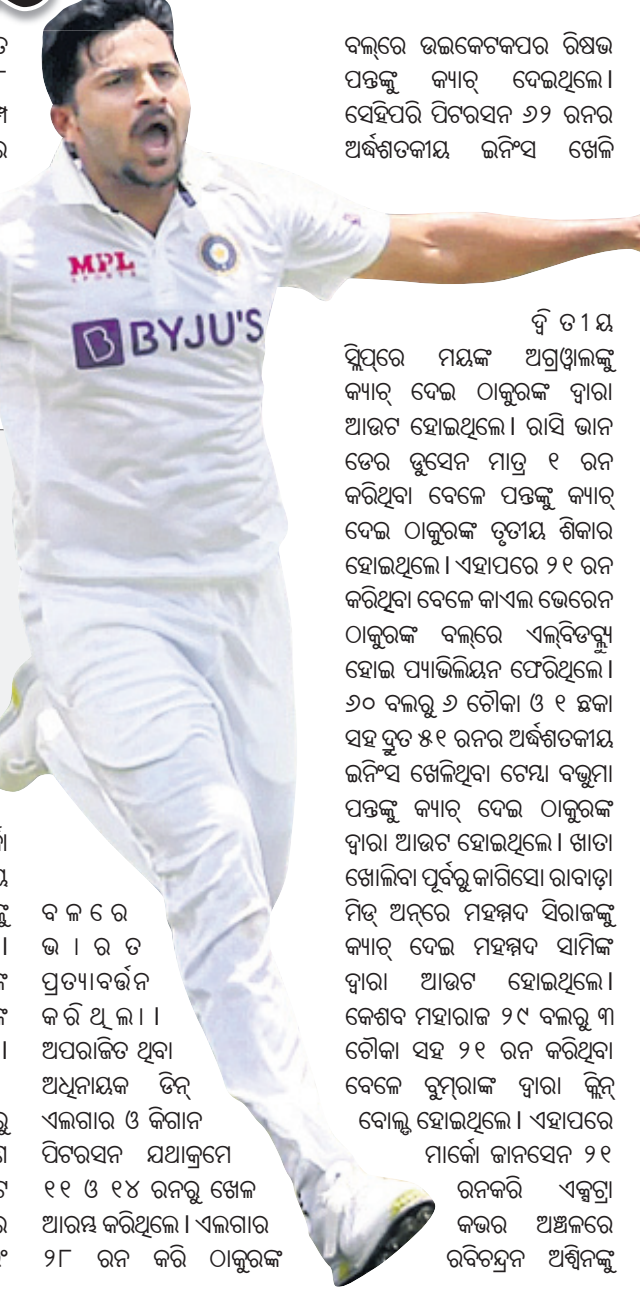 MPL
SPORTS
BYJU'S
ବଳରେ
ଭାରତ
ପ୍ରତ୍ୟାବର୍ତ୍ତନ
କରିଥିଲା।
ଅପରାଜିତ ଥିବା
ଅଧିନାୟକ ଡିନ୍
ଏଲଗାର ଓ କିଗାନ
ପିଟରସନ ଯଥାକ୍ରମେ
୧୧ ଓ ୧୪ ରନରୁ ଖେଳ
ଆରମ୍ଭ କରିଥିଲେ। ଏଲଗାର
୨୮ ରନ କରି ଠାକୁରଙ୍କ
ବଲ୍‌ରେ ଉଇକେଟକପର ରିଷଭ
ପନ୍ତଙ୍କୁ କ୍ୟାଚ୍ ଦେଇଥିଲେ।
ସେହିପରି ପିଟରସନ ୬୨ ରନର
ଅର୍ଦ୍ଧଶତକୀୟ ଇନିଂସ ଖେଳି
ଦ୍ୱିତୀୟ
ସ୍ଲିପ୍‌ରେ ମୟଙ୍କ ଅଗ୍ରୱାଲଙ୍କୁ
କ୍ୟାଚ୍ ଦେଇ ଠାକୁରଙ୍କ ଦ୍ୱାରା
ଆଉଟ ହୋଇଥିଲେ। ରାସି ଭାନ
ଡେର ଡୁସେନ ମାତ୍ର ୧ ରନ
କରିଥିବା ବେଳେ ପନ୍ତଙ୍କୁ କ୍ୟାଚ୍
ଦେଇ ଠାକୁରଙ୍କ ତୃତୀୟ ଶିକାର
ହୋଇଥିଲେ। ଏହାପରେ ୨୧ ରନ
କରିଥିବା ବେଳେ କାଏଲ ଭେରେନ
ଠାକୁରଙ୍କ ବଲ୍‌ରେ ଏଲ୍‌ବିଡବ୍ଲ୍ୟୁ
ହୋଇ ପ୍ୟାଭିଲିୟନ ଫେରିଥିଲେ।
୬୦ ବଲରୁ ୬ ଚୌକା ଓ ୧ ଛକା
ସହ ଦ୍ରୁତ ୫୧ ରନର ଅର୍ଦ୍ଧଶତକୀୟ
ଇନିଂସ ଖେଳିଥିବା ଟେମ୍ବା ବଭୁମା
ପନ୍ତଙ୍କୁ କ୍ୟାଚ୍ ଦେଇ ଠାକୁରଙ୍କ
ଦ୍ୱାରା ଆଉଟ ହୋଇଥିଲେ। ଖାତା
ଖୋଲିବା ପୂର୍ବରୁ କାଗିସୋ ରାବାଡ଼ା
ମିଡ୍ ଅନ୍‌ରେ ମହମ୍ମଦ ସିରାଜଙ୍କୁ
କ୍ୟାଚ୍ ଦେଇ ମହମ୍ମଦ ସାମିଙ୍କ
ଦ୍ୱାରା ଆଉଟ ହୋଇଥିଲେ।
କେଶବ ମହାରାଜ ୨୯ ବଲରୁ ୩
ଚୌକା ସହ ୨୧ ରନ କରିଥିବା
ବେଳେ ବୁମ୍‌ରାଙ୍କ ଦ୍ୱାରା କ୍ଲିନ୍
ବୋଲ୍ଡ ହୋଇଥିଲେ। ଏହାପରେ
ମାର୍କୋ ଜାନସେନ ୨୧
ରନକରି ଏକ୍ସଟ୍ରା
କଭର ଅଞ୍ଚଳରେ
ରବିଚନ୍ଦ୍ରନ ଅଶ୍ୱିନଙ୍କୁ